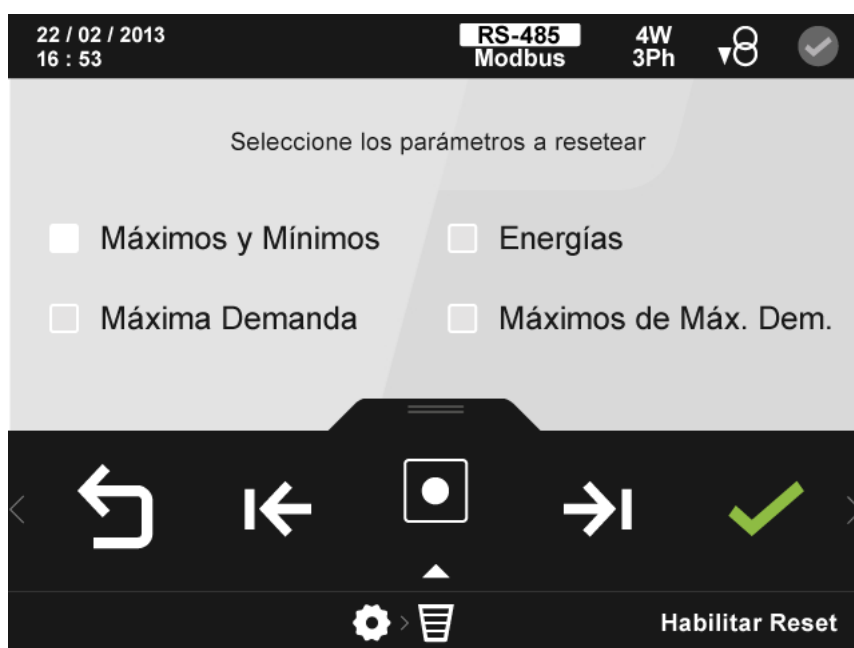 22 / 02 / 2013
16 : 53
RS-485
Modbus
4W
3Ph
Seleccione los parámetros a resetear
Máximos y Mínimos
Energías
Máxima Demanda
Máximos de Máx. Dem.
Habilitar Reset